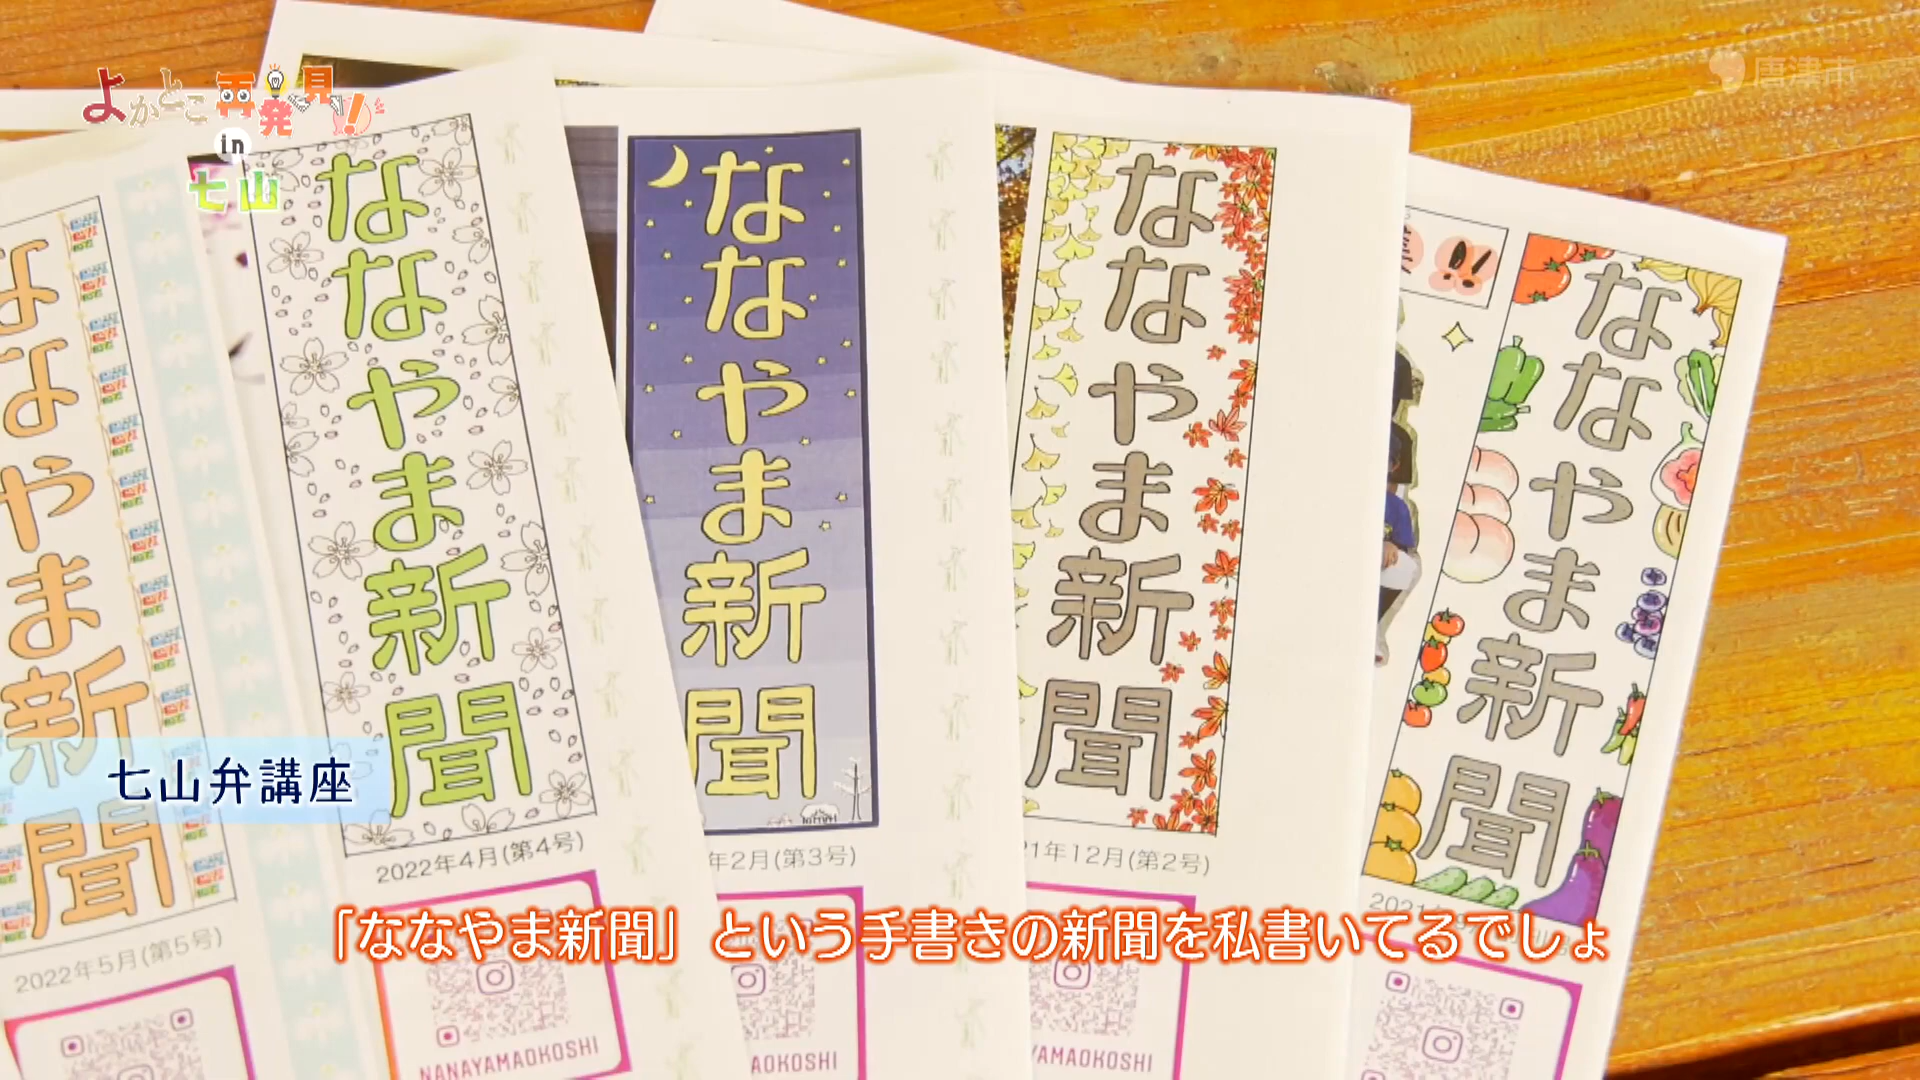 よかとこ再発見!
in
七山
唐津市
ななやま新聞
2022年5月(第5号)
ななやま新聞
2022年4月(第4号)
NANAYAMAOKOSHI
ななやま新聞
年2月(第3号)
AOKOSHI
ななやま新聞
21年12月(第2号)
YAMAOKOSHI
ななやま新聞
七山弁講座
「ななやま新聞」という手書きの新聞を私書いてるでしょ